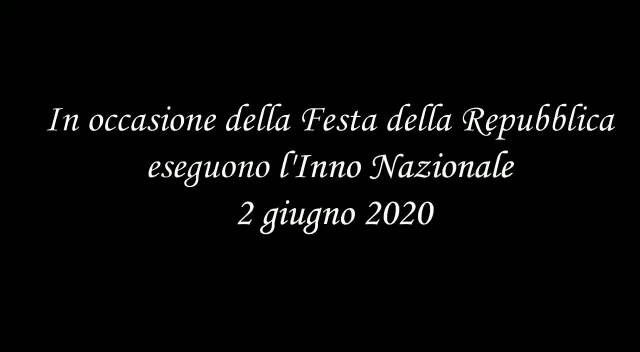 In occasione della Festa della Repubblica
eseguono l'Inno Nazionale
2 giugno 2020